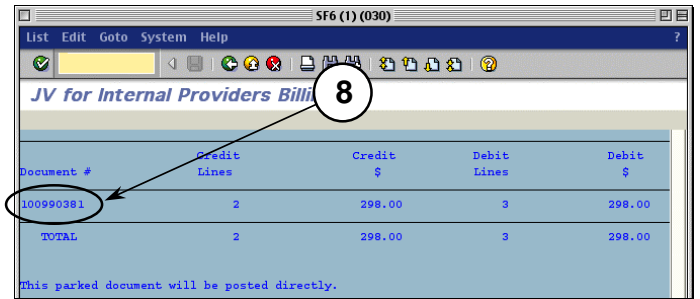 SF6 (1) (030)
List Edit Goto System Help ?
JV for Internal Providers
8
Credit Credit Debit Debit
Document # Lines $ Lines $
100990381 2 298.00 3 298.00
TOTAL 2 298.00 3 298.00
This parked document will be posted directly.